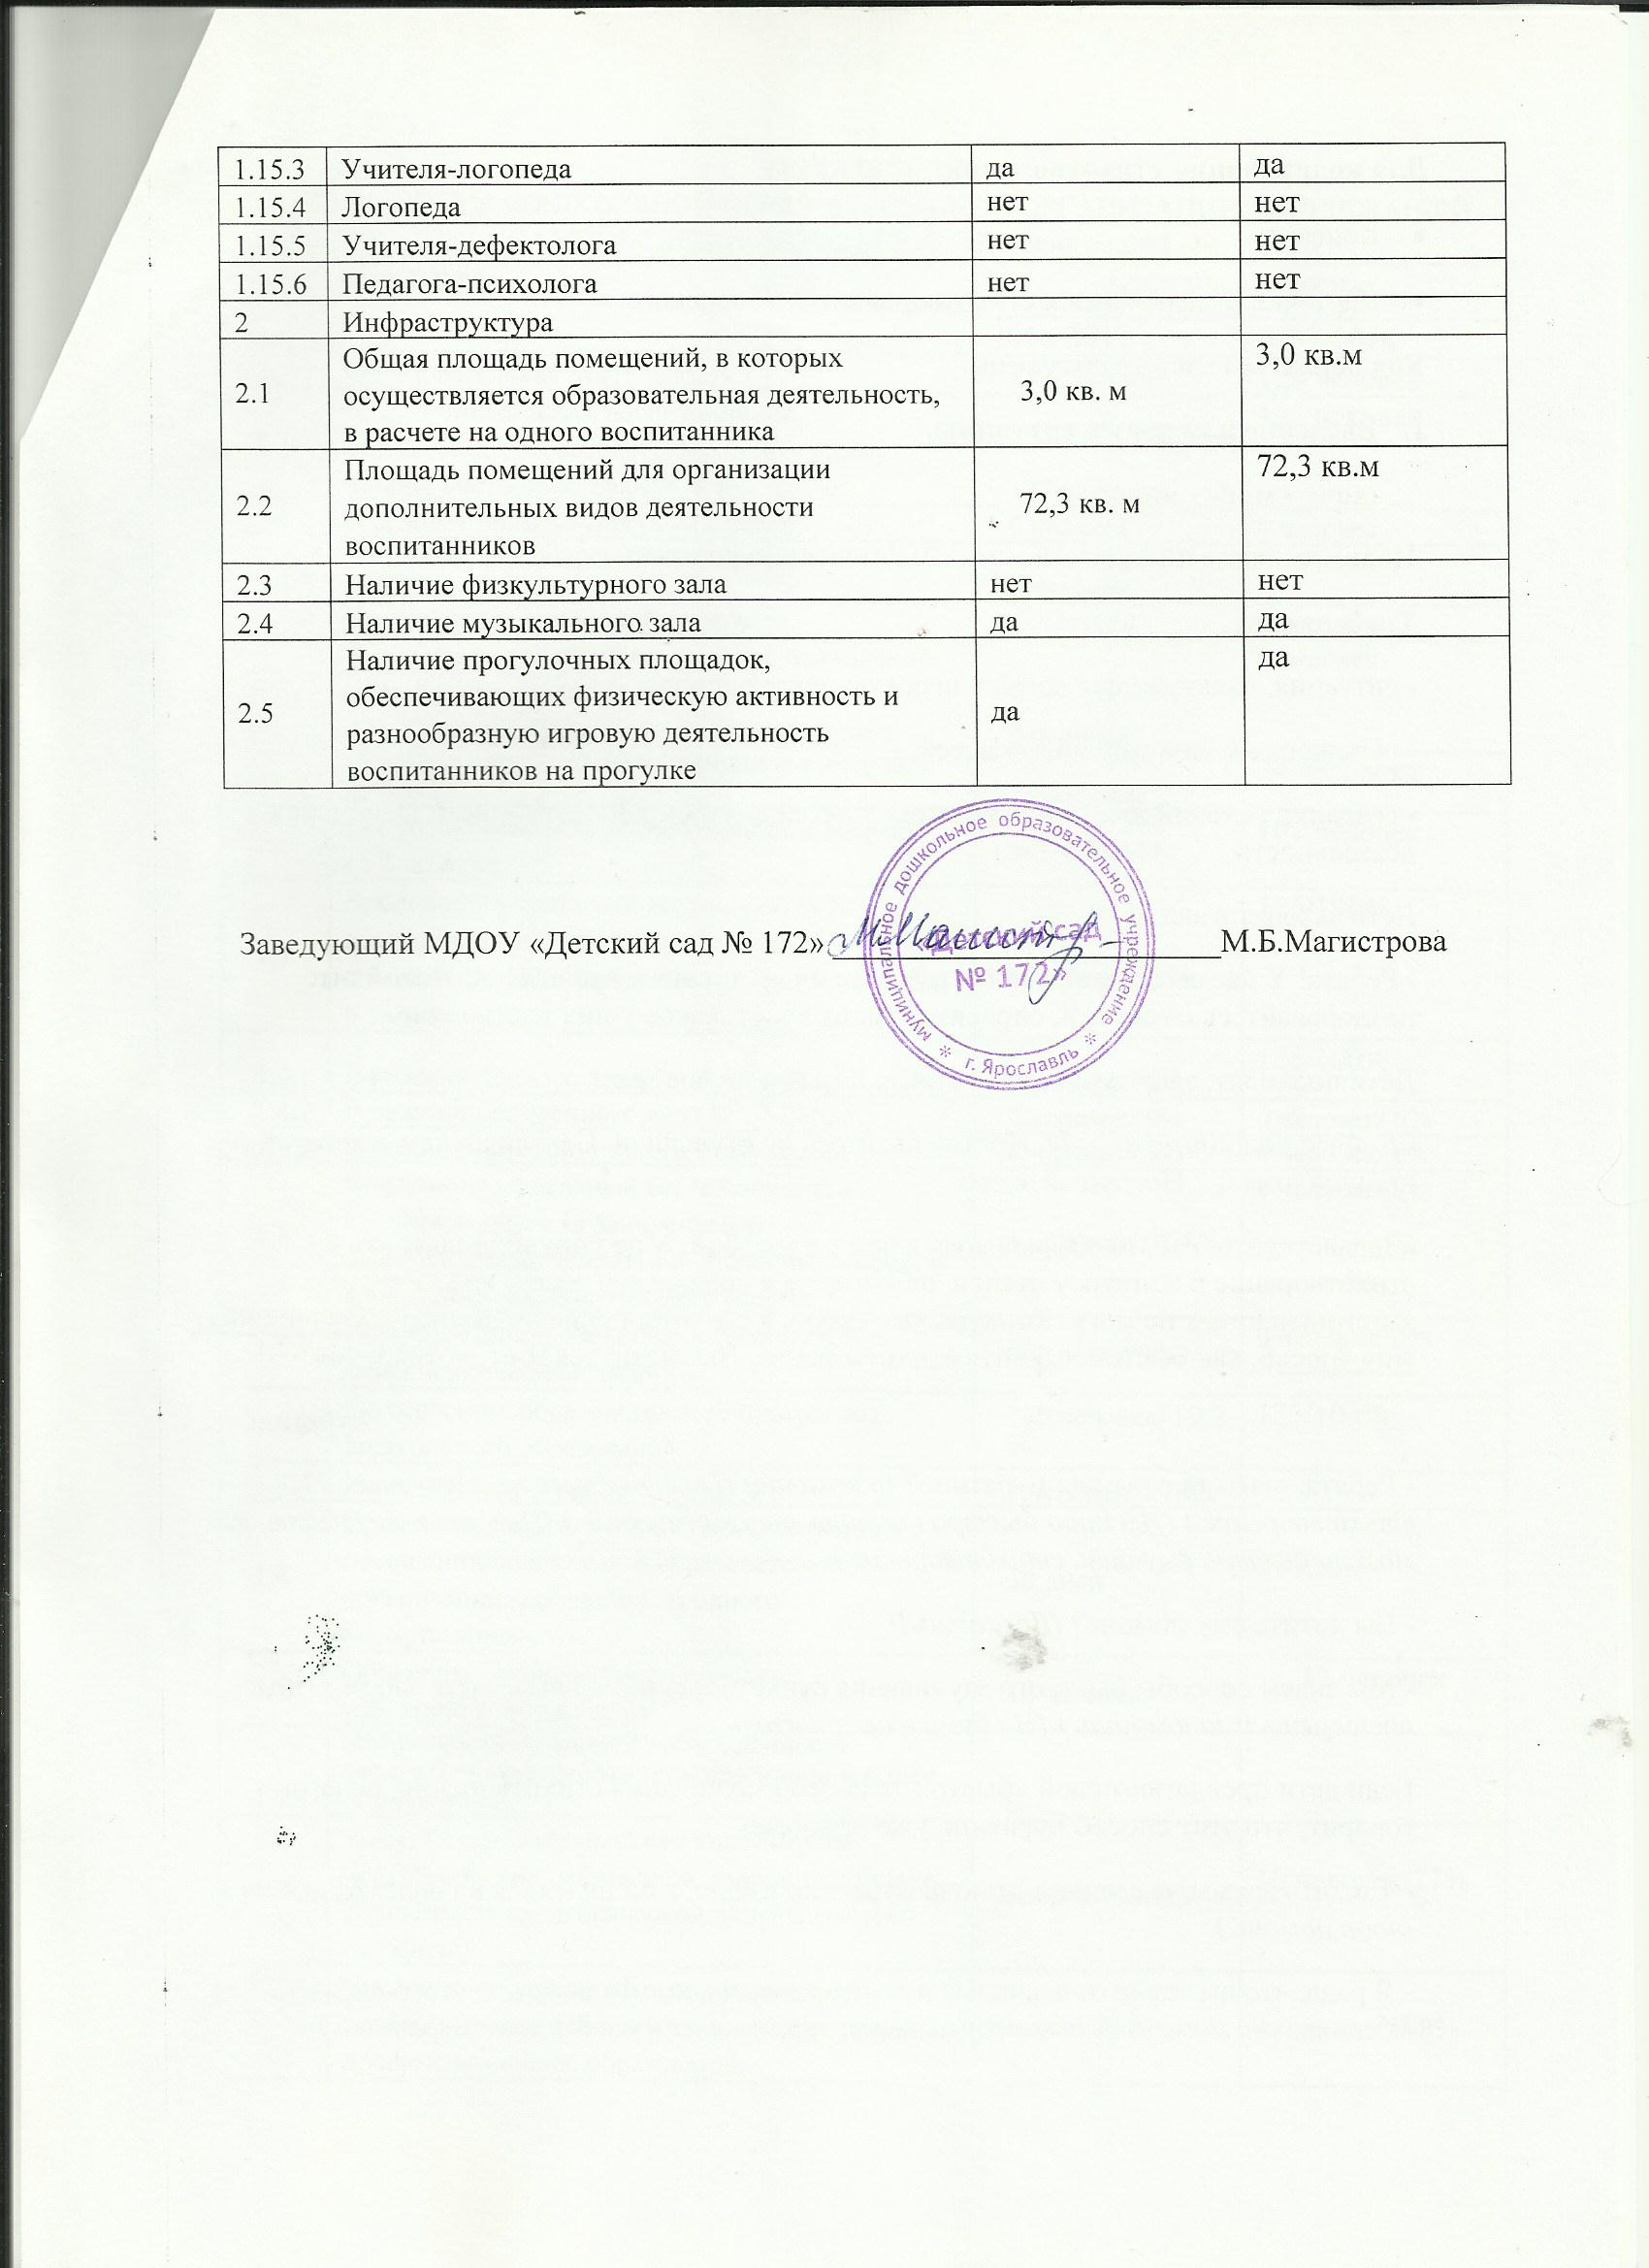 1.15.3 Учителя-логопеда да да
1.15.4 Логопеда нет нет
1.15.5 Учителя-дефектолога нет нет
1.15.6 Педагога-психолога нет нет
2 Инфраструктура
2.1 Общая площадь помещений, в которых
осуществляется образовательная деятельность,
в расчете на одного воспитанника 3,0 кв. м 3,0 кв.м
2.2 Площадь помещений для организации
дополнительных видов деятельности
воспитанников 72,3 кв. м 72,3 кв.м
2.3 Наличие физкультурного зала нет нет
2.4 Наличие музыкального зала да да
2.5 Наличие прогулочных площадок,
обеспечивающих физическую активность и
разнообразную игровую деятельность
воспитанников на прогулке да да
Заведующий МДОУ «Детский сад № 172» М.Б.Магистрова
муниципальное дошкольное образовательное учреждение
* г. Ярославль *
«Детский сад
№ 172»